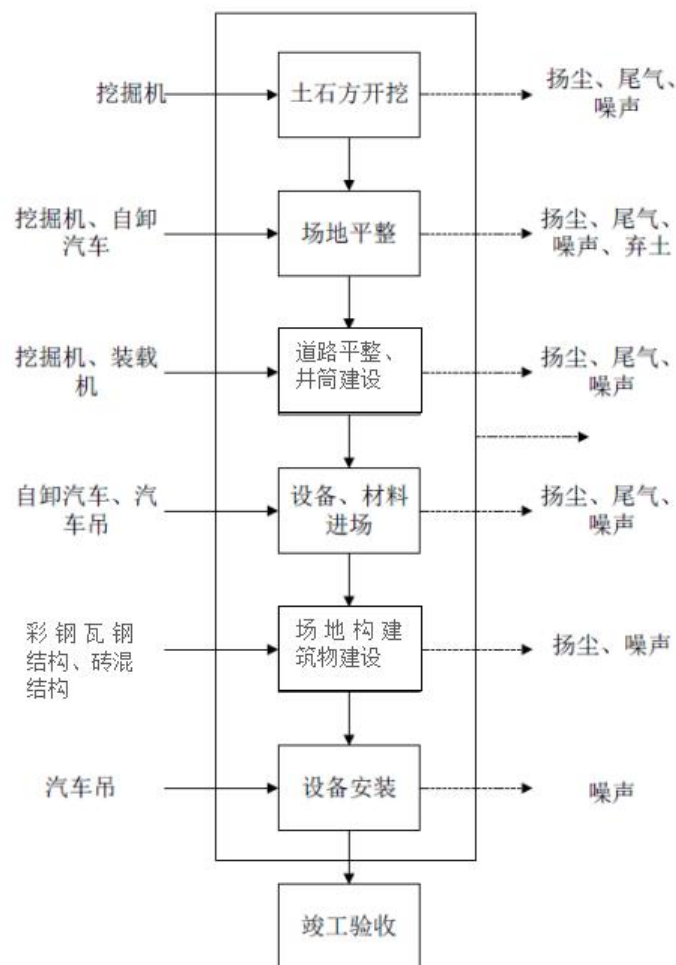 挖掘机
土石方开挖
扬尘、尾气、
噪声
挖掘机、自卸
汽车
场地平整
扬尘、尾气、
噪声、弃土
挖掘机、装载
机
道路平整、
井筒建设
扬尘、尾气、
噪声
自卸汽车、汽
车吊
设备、材料
进场
扬尘、尾气、
噪声
彩钢瓦钢
结构、砖混
结构
场地构建
筑物建设
扬尘、噪声
汽车吊
设备安装
噪声
竣工验收